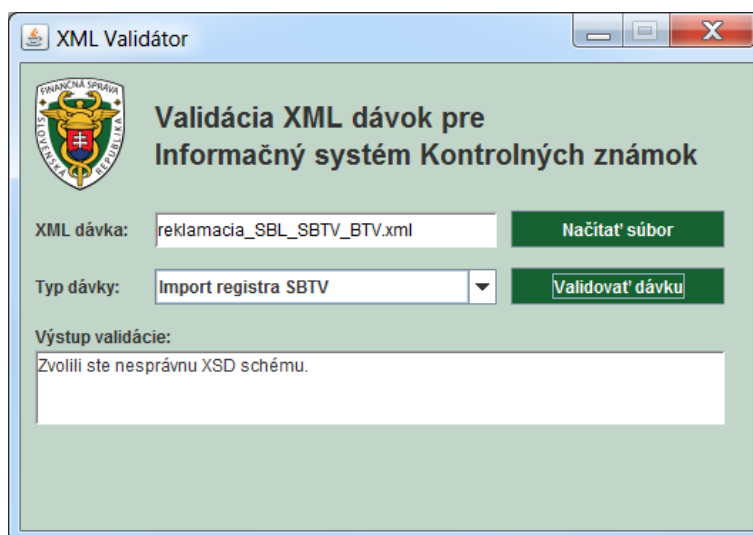 XML Validátor
FINANČNÁ SPRÁVA
SLOVENSKÁ REPUBLIKA
Validácia XML dávok pre
Informačný systém Kontrolných známok
XML dávka:
reklamacia_SBL_SBTV_BTV.xml
Načítať súbor
Typ dávky:
Import registra SBTV
Validovať dávku
Výstup validácie:
Zvolili ste nesprávnu XSD schému.